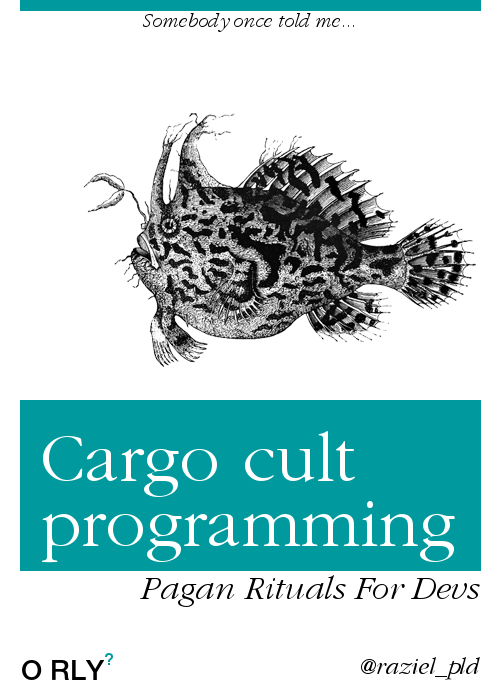 Somebody once told me...
Cargo cult
programming
Pagan Rituals For Devs
O RLY?
@raziel_pld